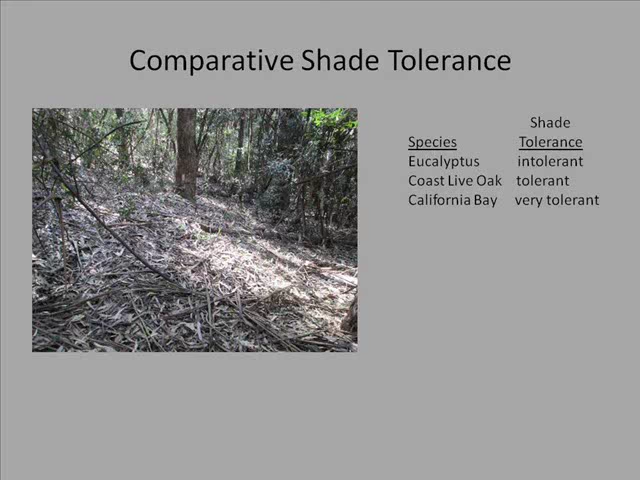 Comparative Shade Tolerance
Shade
Species Tolerance
Eucalyptus intolerant
Coast Live Oak tolerant
California Bay very tolerant